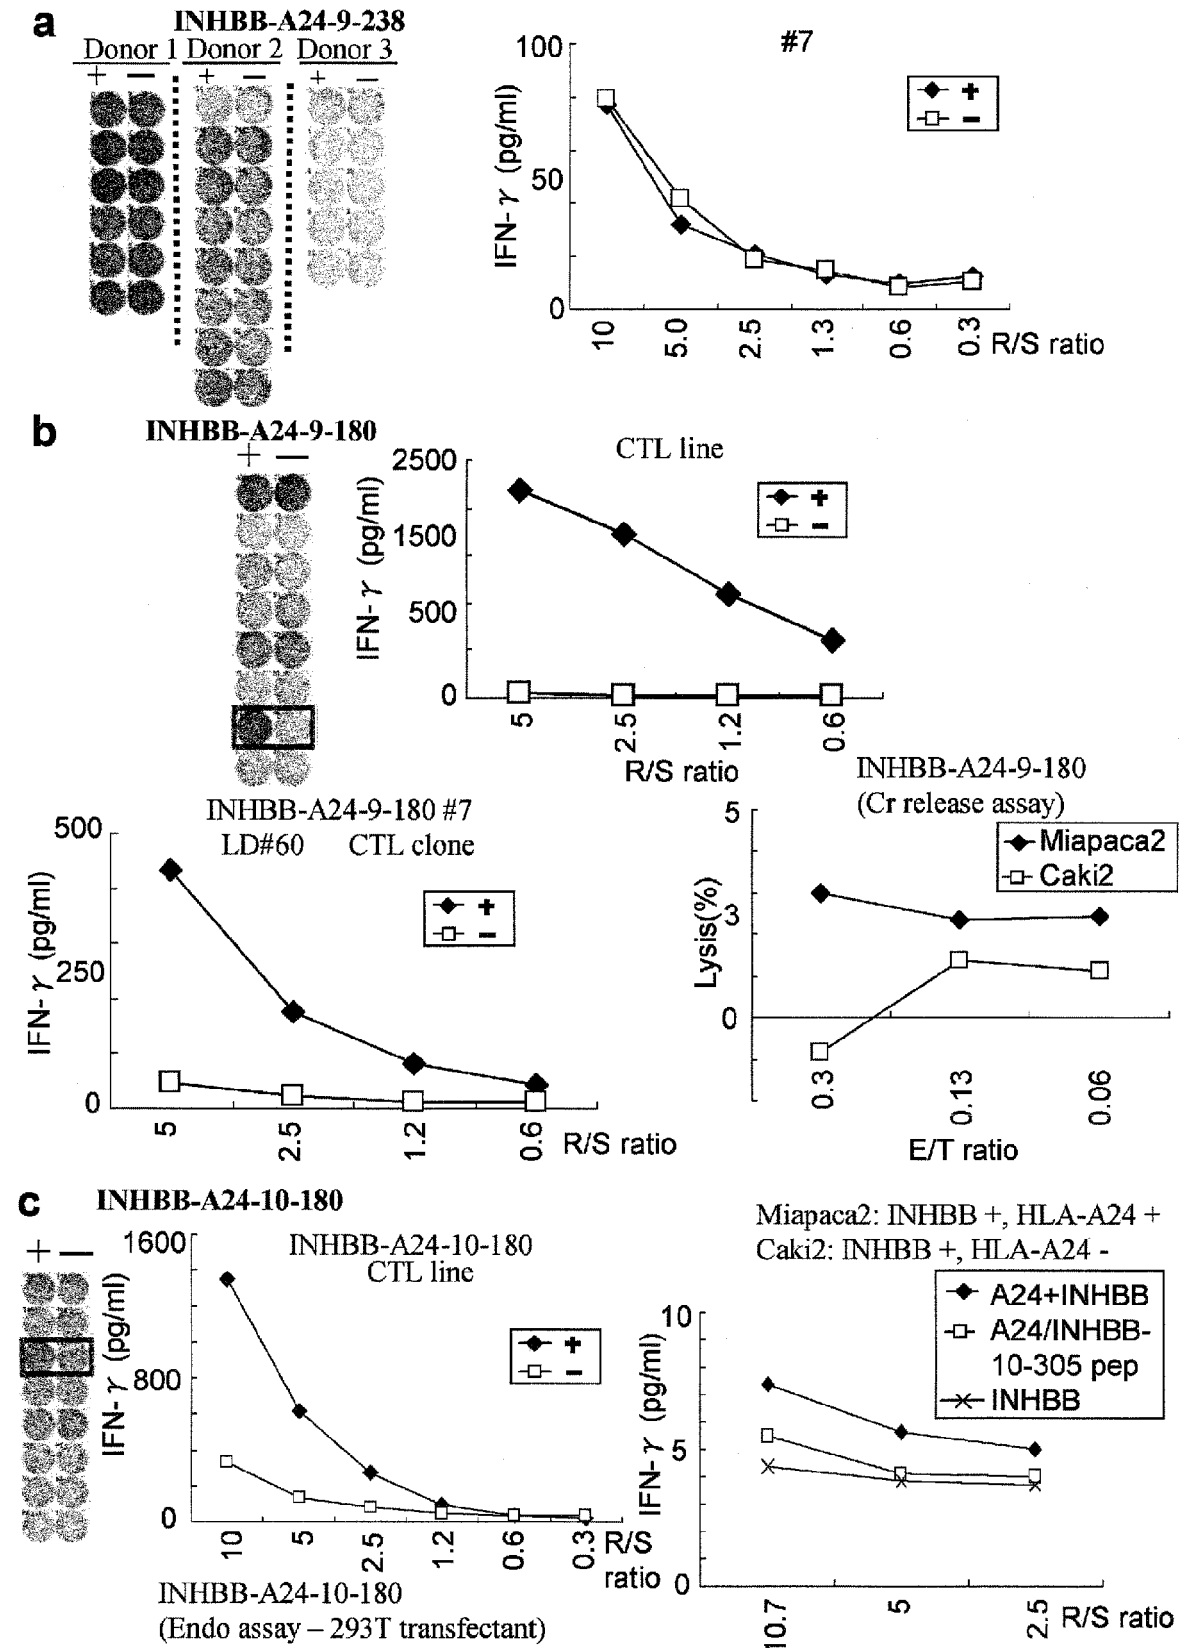 a
INHBB-A24-9-238
Donor 1 Donor 2 Donor 3
+ − + − + −
#7
100
50
0
IFN-γ (pg/ml)
+
−
10 5.0 2.5 1.3 0.6 0.3 R/S ratio
b
INHBB-A24-9-180
+ −
CTL line
2500
1500
500
0
IFN-γ (pg/ml)
+
−
5 2.5 1.2 0.6
R/S ratio
INHBB-A24-9-180 #7
LD#60 CTL clone
500
250
0
IFN-γ (pg/ml)
+
−
5 2.5 1.2 0.6 R/S ratio
INHBB-A24-9-180
(Cr release assay)
5
3
0
Lysis(%)
Miapaca2
Caki2
0.3 0.13 0.06
E/T ratio
c
INHBB-A24-10-180
+ −
INHBB-A24-10-180
CTL line
1600
800
0
IFN-γ (pg/ml)
+
−
10 5 2.5 1.2 0.6 0.3 R/S
ratio
INHBB-A24-10-180
(Endo assay – 293T transfectant)
Miapaca2: INHBB +, HLA-A24 +
Caki2: INHBB +, HLA-A24 -
A24+INHBB
A24/INHBB-
10-305 pep
INHBB
10
5
0
IFN-γ (pg/ml)
10.7 5 2.5 R/S ratio